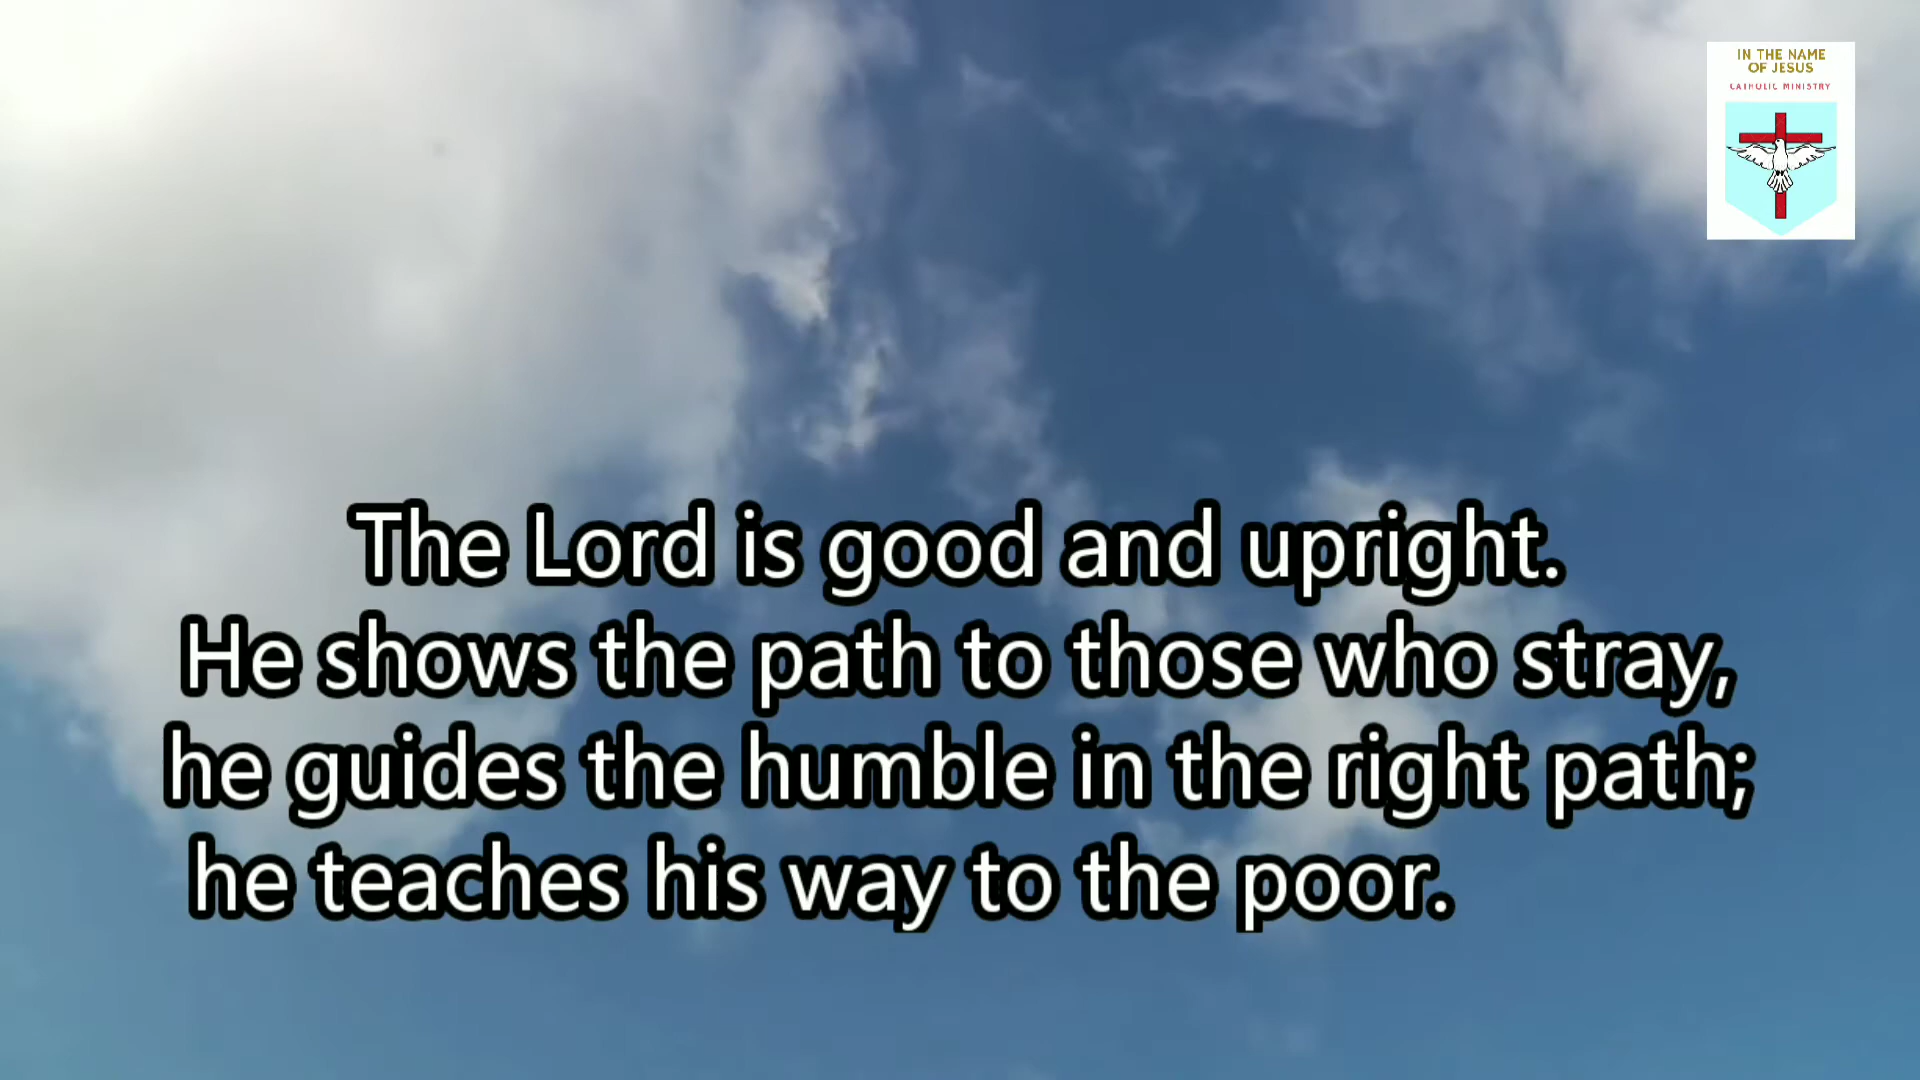 IN THE NAME
OF JESUS
CATHOLIC MINISTRY
The Lord is good and upright.
He shows the path to those who stray,
he guides the humble in the right path;
he teaches his way to the poor.